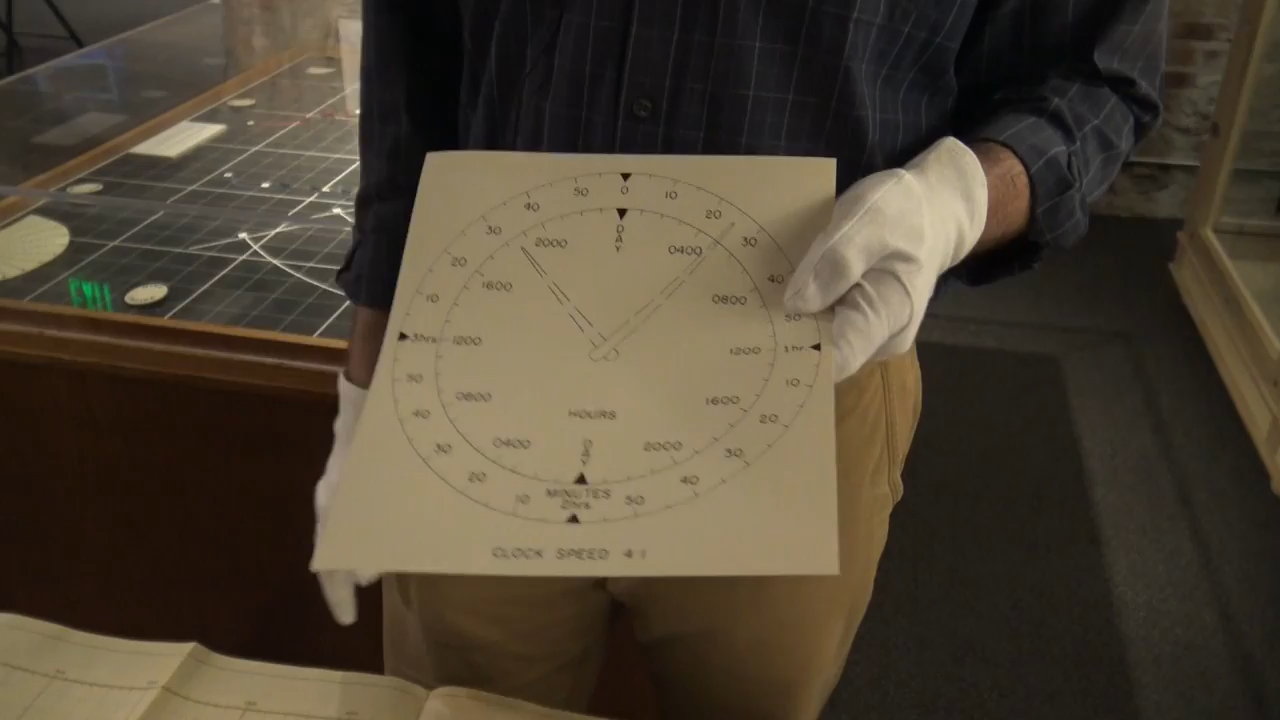 50 0 10
40 20
30 30
20 40
10 50
3hrs 1hr
50 10
40 20
30 30
20 40
10 50
MINUTES
2hrs
DAY
2000 0400
1600 0800
1200 1200
0800 1600
0400 2000
DAY
HOURS
CLOCK SPEED 4:1
EXIT